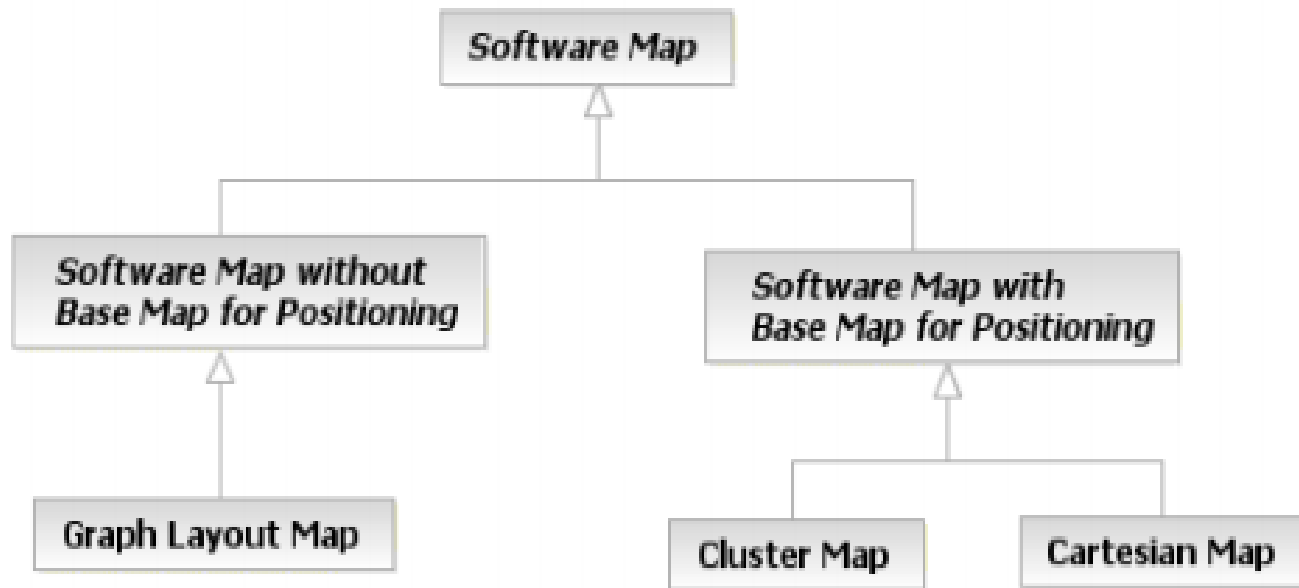 Software Map
Software Map without
Base Map for Positioning
Software Map with
Base Map for Positioning
Graph Layout Map
Cluster Map
Cartesian Map